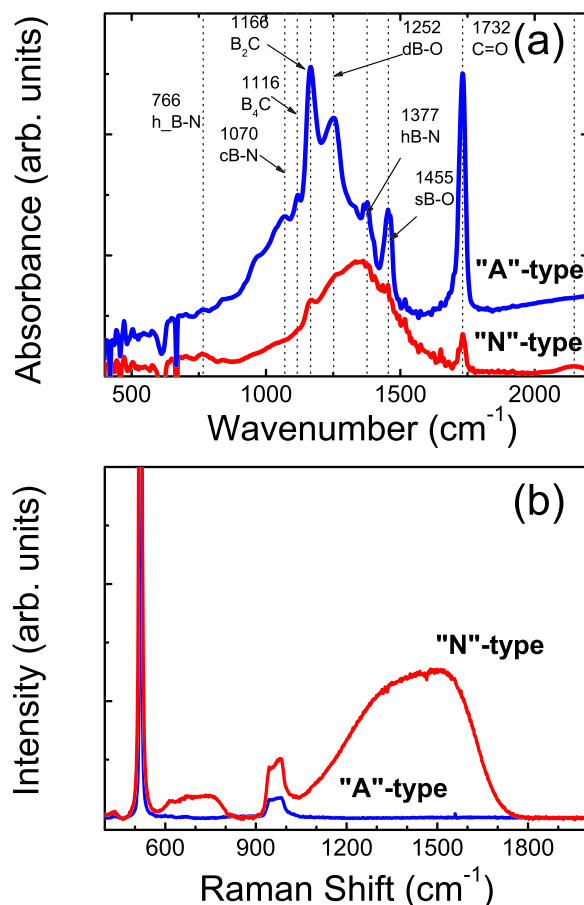 (a)
1166
B2C
1252
dB-O
1732
C=O
1116
B4C
766
h_B-N
1070
cB-N
1377
hB-N
1455
sB-O
"A"-type
"N"-type
Absorbance (arb. units)
500 1000 1500 2000
Wavenumber (cm-1)
(b)
"N"-type
"A"-type
Intensity (arb. units)
600 900 1200 1500 1800
Raman Shift (cm-1)